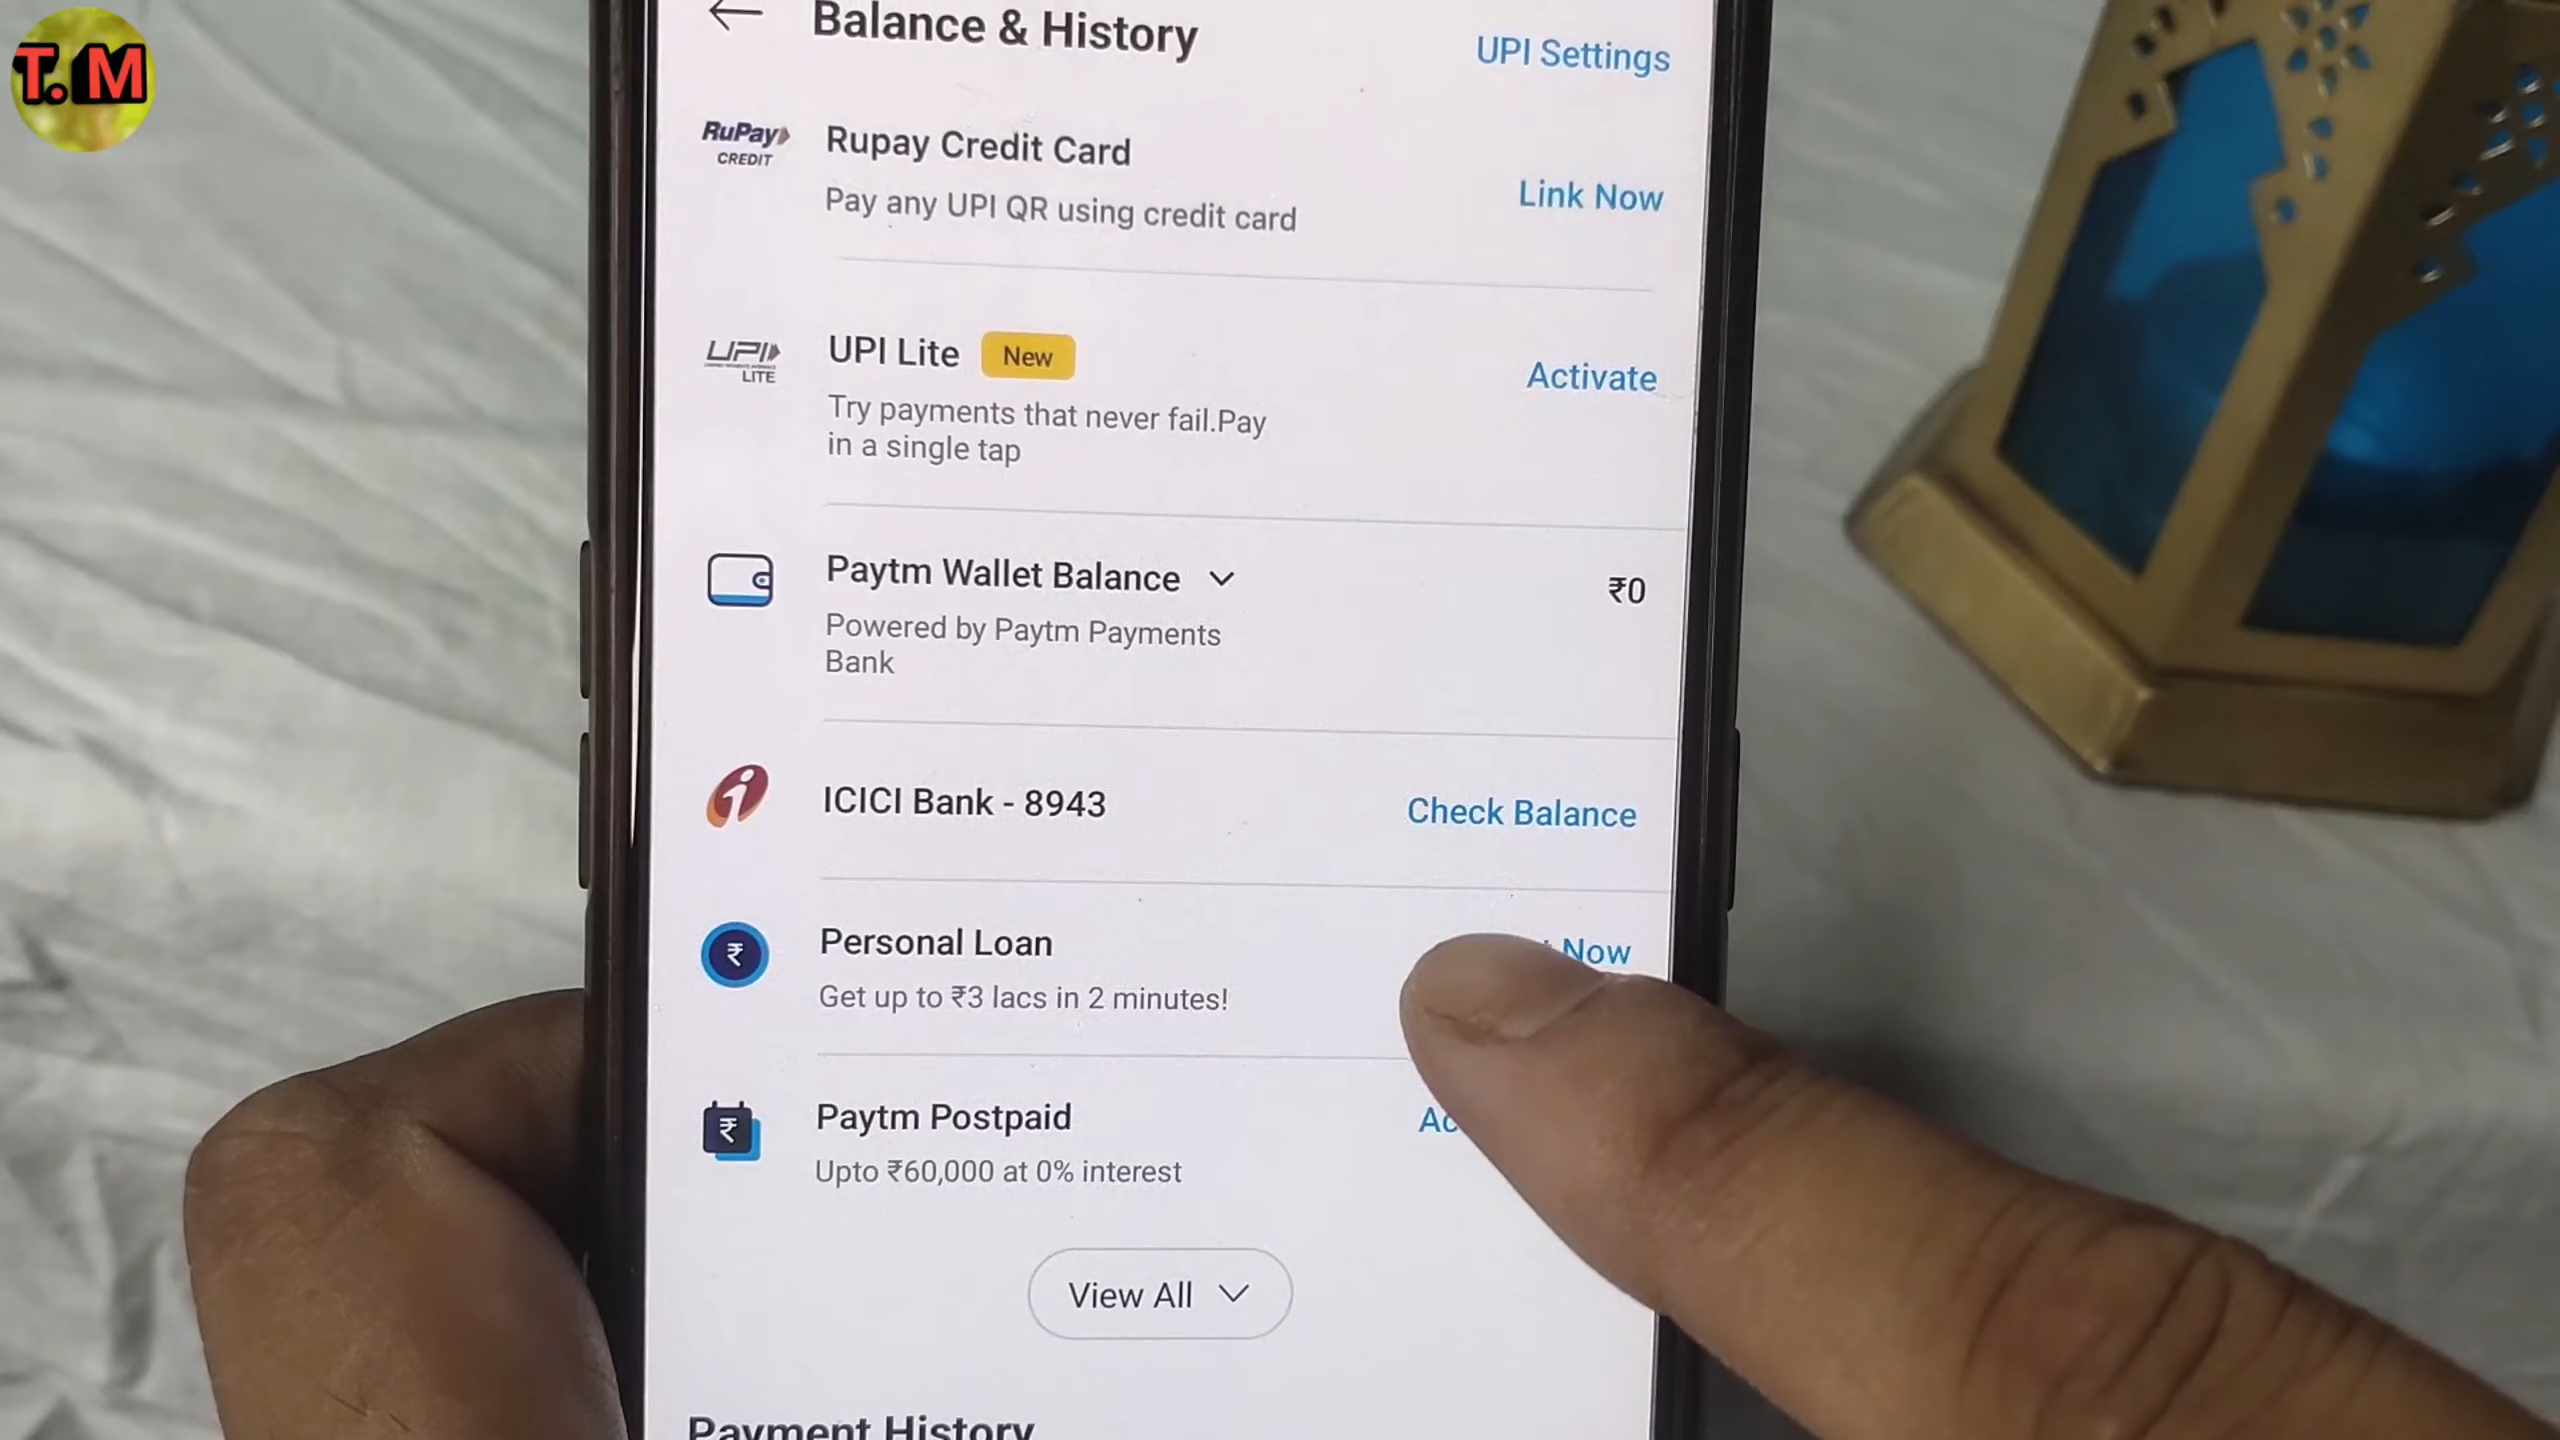 T.M
Balance & History
UPI Settings
RuPay
CREDIT
Rupay Credit Card
Pay any UPI QR using credit card
Link Now
UPI
LITE
UPI Lite New
Try payments that never fail.Pay
in a single tap
Activate
Paytm Wallet Balance
₹0
Powered by Paytm Payments
Bank
ICICI Bank - 8943
Check Balance
Personal Loan
Now
Get up to ₹3 lacs in 2 minutes!
Paytm Postpaid
Upto ₹60,000 at 0% interest
View All
Payment History